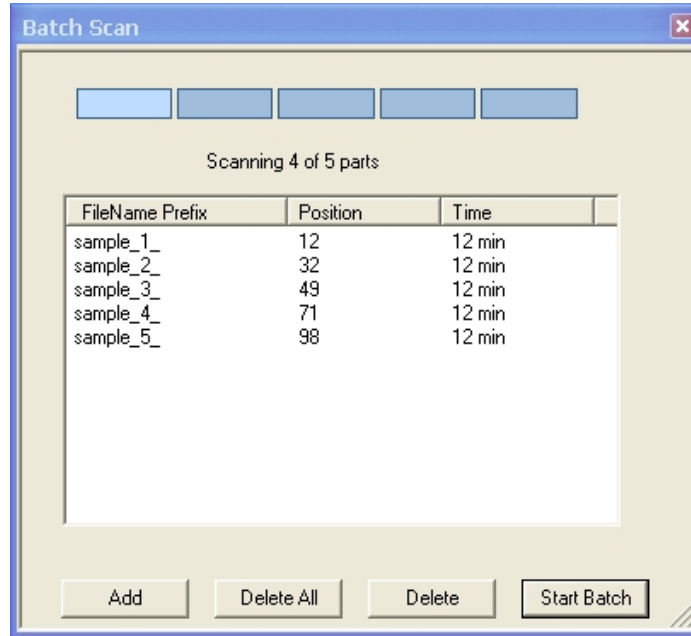 Batch Scan
Scanning 4 of 5 parts
FileName Prefix Position Time
sample_1_ 12 12 min
sample_2_ 32 12 min
sample_3_ 49 12 min
sample_4_ 71 12 min
sample_5_ 98 12 min
Add Delete All Delete Start Batch